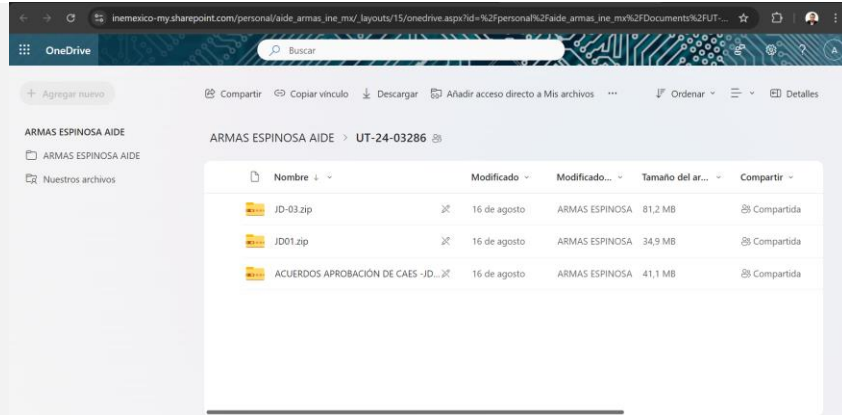 inemexico-my.sharepoint.com/personal/aide_armas_ine_mx/_layouts/15/onedrive.aspx?id=%2Fpersonal%2Faide_armas_ine_mx%2FDocuments%2FUT-...
OneDrive
Buscar
A
+ Agregar nuevo
Compartir Copiar vínculo Descargar Añadir acceso directo a Mis archivos ... Ordenar Detalles
ARMAS ESPINOSA AIDE
ARMAS ESPINOSA AIDE
Nuestros archivos
ARMAS ESPINOSA AIDE > UT-24-03286
Nombre ↓ Modificado Modificado... Tamaño del ar... Compartir
JD-03.zip 16 de agosto ARMAS ESPINOSA 81,2 MB Compartida
JD01.zip 16 de agosto ARMAS ESPINOSA 34,9 MB Compartida
ACUERDOS APROBACIÓN DE CAES -JD... 16 de agosto ARMAS ESPINOSA 41,1 MB Compartida